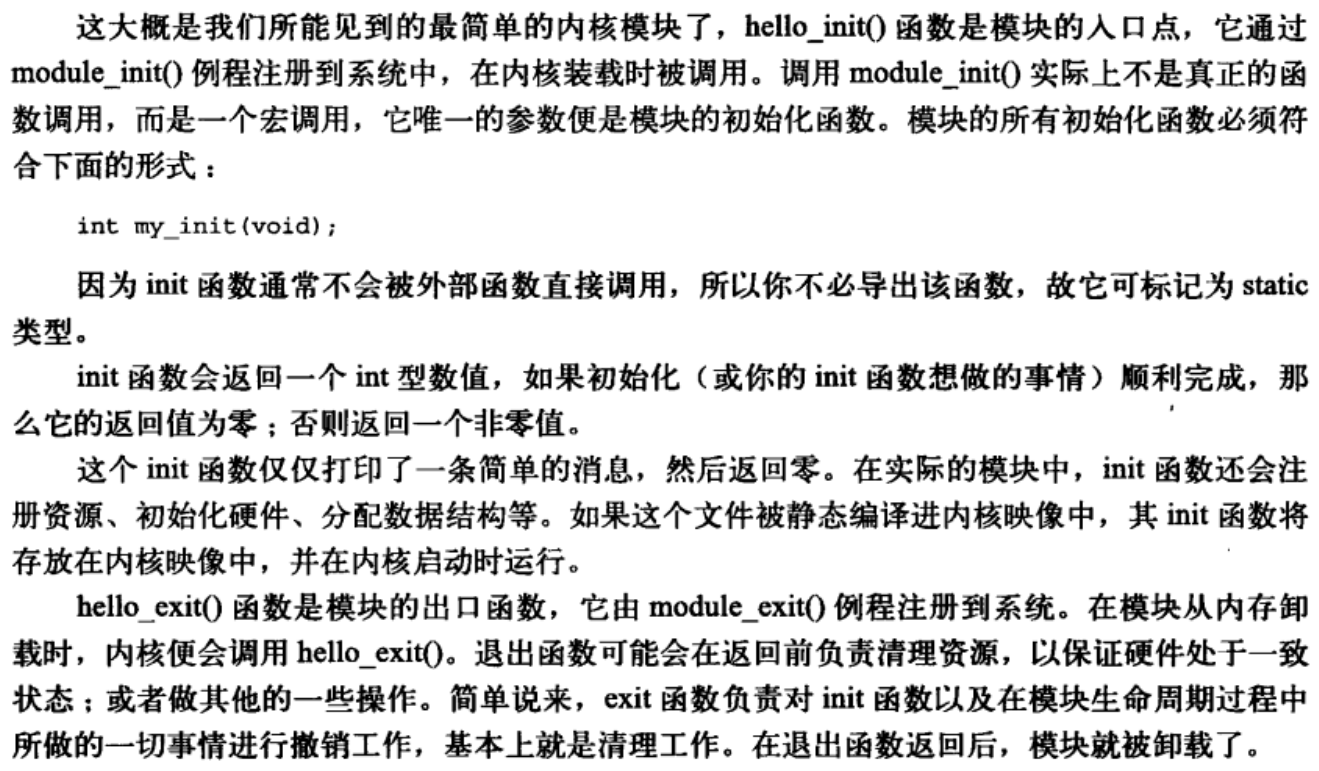 这大概是我们所能见到的最简单的内核模块了，hello_init() 函数是模块的入口点，它通过
module_init() 例程注册到系统中，在内核装载时被调用。调用 module_init() 实际上不是真正的函
数调用，而是一个宏调用，它唯一的参数便是模块的初始化函数。模块的所有初始化函数必须符
合下面的形式：
int my_init(void);
因为 init 函数通常不会被外部函数直接调用，所以你不必导出该函数，故它可标记为 static
类型。
init 函数会返回一个 int 型数值，如果初始化（或你的 init 函数想做的事情）顺利完成，那
么它的返回值为零；否则返回一个非零值。
这个 init 函数仅仅打印了一条简单的消息，然后返回零。在实际的模块中，init 函数还会注
册资源、初始化硬件、分配数据结构等。如果这个文件被静态编译进内核映像中，其 init 函数将
存放在内核映像中，并在内核启动时运行。
hello_exit() 函数是模块的出口函数，它由 module_exit() 例程注册到系统。在模块从内存卸
载时，内核便会调用 hello_exit()。退出函数可能会在返回前负责清理资源，以保证硬件处于一致
状态；或者做其他的一些操作。简单说来，exit 函数负责对 init 函数以及在模块生命周期过程中
所做的一切事情进行撤销工作，基本上就是清理工作。在退出函数返回后，模块就被卸载了。